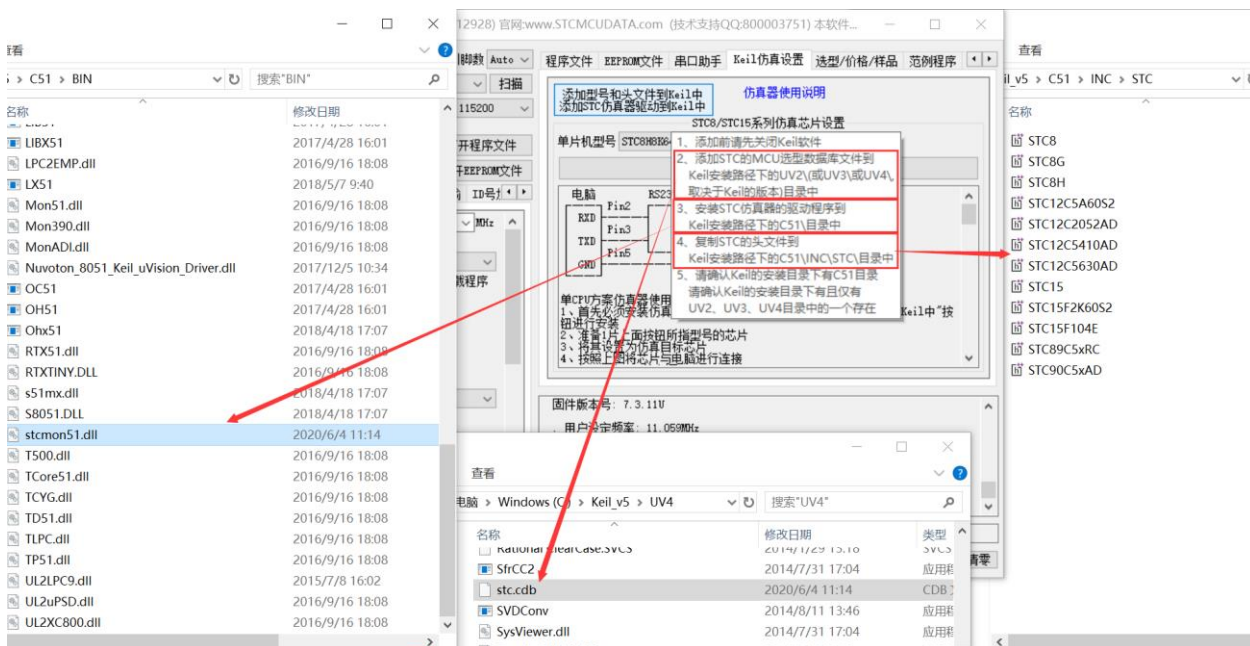 查看
C51 > BIN
搜索"BIN"
名称
修改日期
LIBX51 2017/4/28 16:01
LPC2EMP.dll 2016/9/16 18:08
LX51 2018/5/7 9:40
Mon51.dll 2016/9/16 18:08
Mon390.dll 2016/9/16 18:08
MonADI.dll 2016/9/16 18:08
Nuvoton_8051_Keil_uVision_Driver.dll 2017/12/5 10:34
OC51 2017/4/28 16:01
OH51 2017/4/28 16:01
Ohx51 2018/4/18 17:07
RTX51.dll 2016/9/16 18:08
RTXTINY.DLL 2016/9/16 18:08
s51mx.dll 2018/4/18 17:07
S8051.DLL 2018/4/18 17:07
stcmon51.dll 2020/6/4 11:14
T500.dll 2016/9/16 18:08
TCore51.dll 2016/9/16 18:08
TCYG.dll 2016/9/16 18:08
TD51.dll 2016/9/16 18:08
TLPC.dll 2016/9/16 18:08
TP51.dll 2016/9/16 18:08
UL2LPC9.dll 2015/7/8 16:02
UL2uPSD.dll 2016/9/16 18:08
UL2XC800.dll 2016/9/16 18:08
12928) 官网:www.STCMCUDATA.com (技术支持QQ:800003751) 本软件...
脚数 Auto
扫描
115200
开程序文件
开EEPROM文件
ID号
MHz
程序文件 EEPROM文件 串口助手 Keil仿真设置 选型/价格/样品 范例程序
添加型号和头文件到Keil中
添加STC仿真器驱动到Keil中
仿真器使用说明
STC8/STC15系列仿真芯片设置
单片机型号 STC8H8K6
1、添加前请先关闭Keil软件
2、添加STC的MCU选型数据库文件到
Keil安装路径下的UV2\(或UV3\或UV4\,
取决于Keil的版本)目录中
3、安装STC仿真器的驱动程序到
Keil安装路径下的C51\目录中
4、复制STC的头文件到
Keil安装路径下的C51\INC\STC\目录中
5、请确认Keil的安装目录下有C51目录
请确认Keil的安装目录下有且仅有
UV2、UV3、UV4目录中的一个存在
电脑 RS23
Pin2
RXD
Pin3
TXD
Pin5
GND
单CPU方案仿真器使用
1、首先必须安装仿真
Keil中"按
钮进行安装
2、准备1片上面按钮所指型号的芯片
3、将其设置为仿真目标芯片
4、按照上图将芯片与电脑进行连接
固件版本号: 7.3.11U
用户设定频率: 11.059MHz
查看
电脑 > Windows (C:) > Keil_v5 > UV4
搜索"UV4"
名称 修改日期 类型
Rational ClearCase.SVCS 2014/1/29 15:18 SVCS
SfrCC2 2014/7/31 17:04 应用程
stc.cdb 2020/6/4 11:14 CDB
SVDConv 2014/8/11 13:46 应用程
SysViewer.dll 2014/7/31 17:04 应用程
清零
查看
il_v5 > C51 > INC > STC
名称
STC8
STC8G
STC8H
STC12C5A60S2
STC12C2052AD
STC12C5410AD
STC12C5630AD
STC15
STC15F2K60S2
STC15F104E
STC89C5xRC
STC90C5xAD